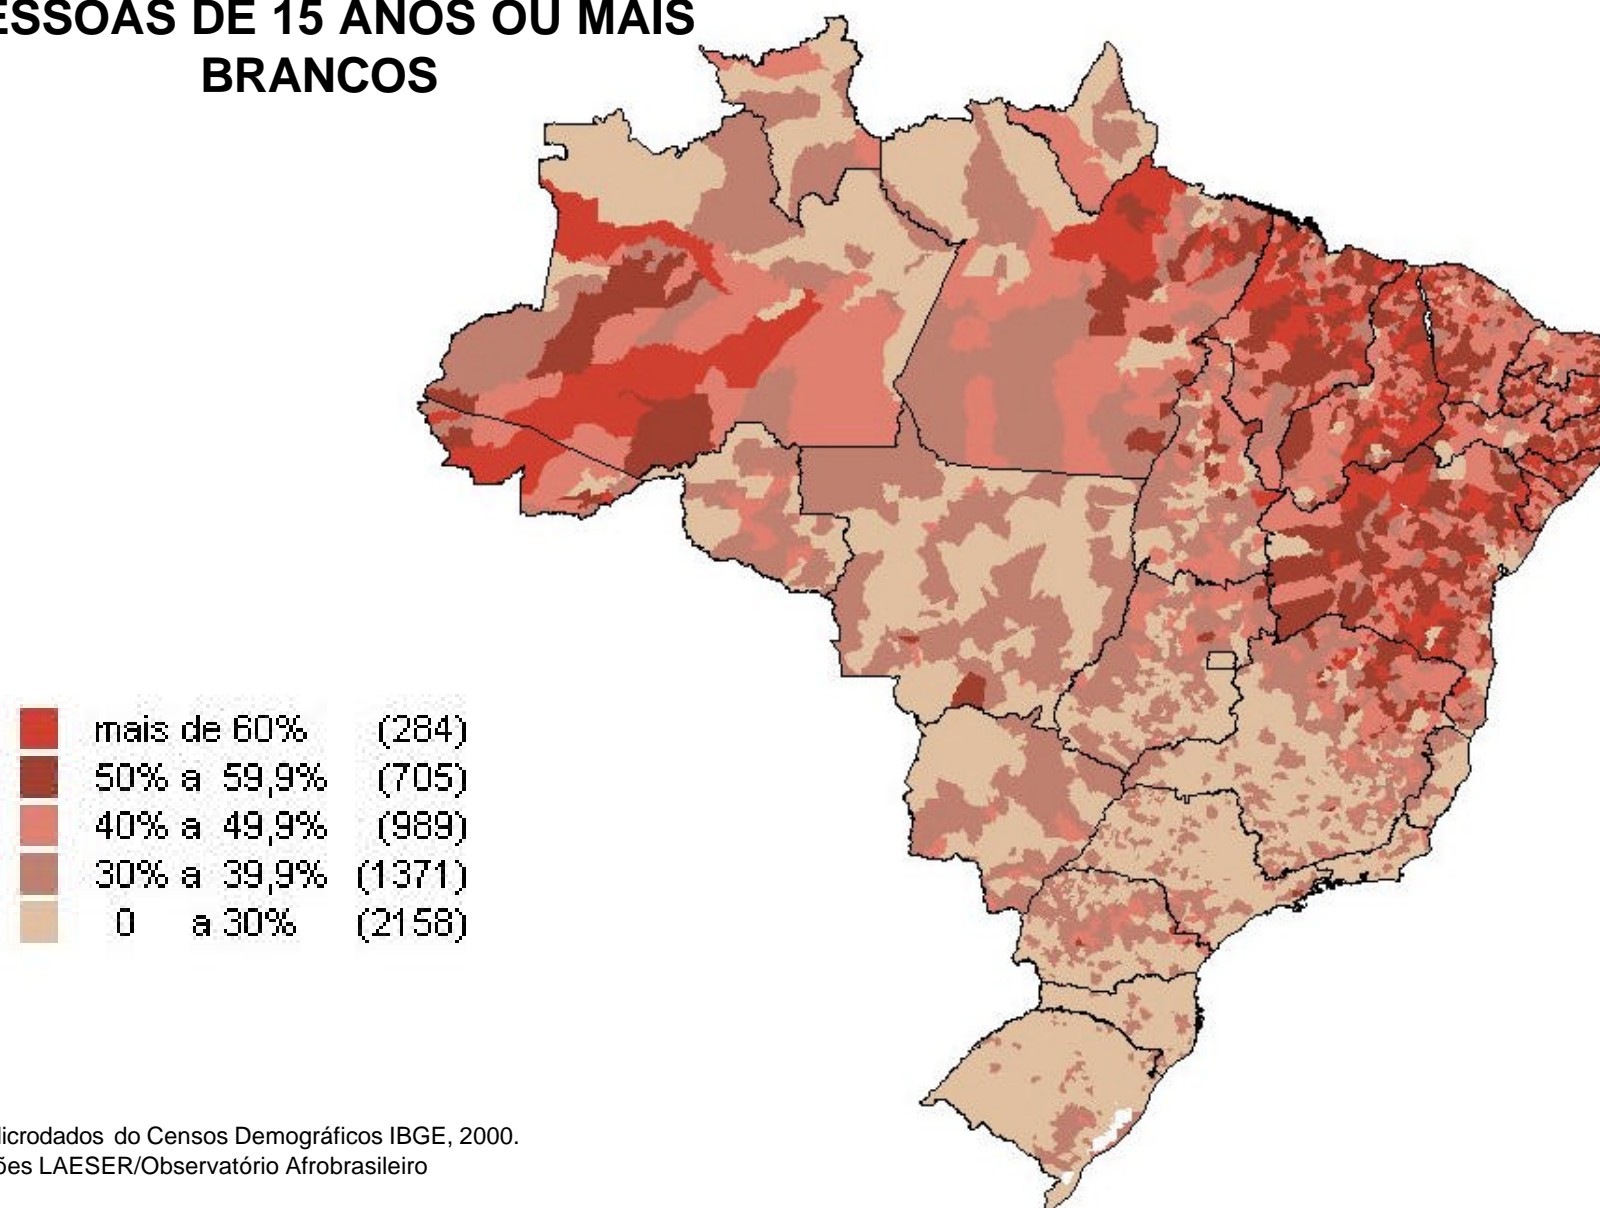 ESSOAS DE 15 ANOS OU MAIS
BRANCOS
mais de 60% (284)
50% a 59,9% (705)
40% a 49,9% (989)
30% a 39,9% (1371)
0 a 30% (2158)
icrodados do Censos Demográficos IBGE, 2000.
ões LAESER/Observatório Afrobrasileiro